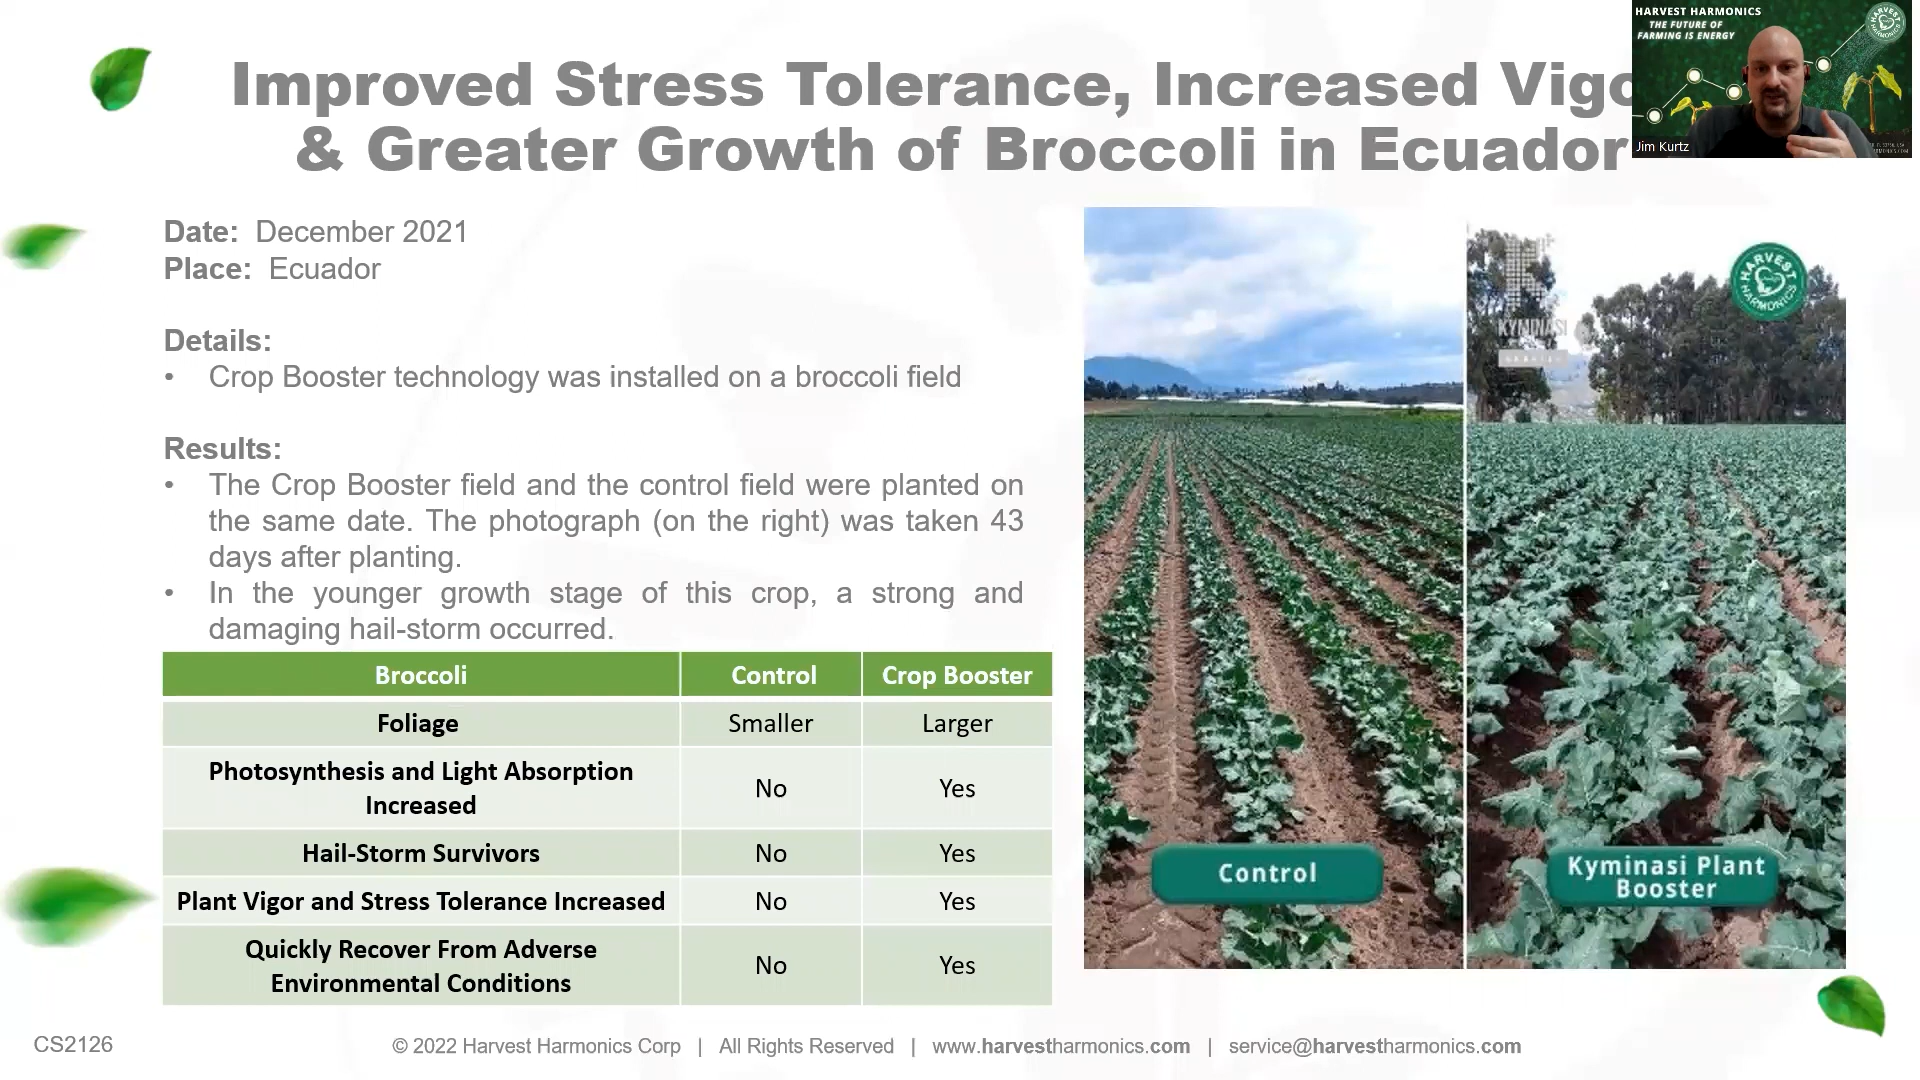 HARVEST HARMONICS
THE FUTURE OF
FARMING IS ENERGY
Jim Kurtz
Improved Stress Tolerance, Increased Vigo
& Greater Growth of Broccoli in Ecuador
Date: December 2021
Place: Ecuador
Details:
• Crop Booster technology was installed on a broccoli field
Results:
• The Crop Booster field and the control field were planted on
the same date. The photograph (on the right) was taken 43
days after planting.
• In the younger growth stage of this crop, a strong and
damaging hail-storm occurred.
Broccoli Control Crop Booster
Foliage Smaller Larger
Photosynthesis and Light Absorption
Increased No Yes
Hail-Storm Survivors No Yes
Plant Vigor and Stress Tolerance Increased No Yes
Quickly Recover From Adverse
Environmental Conditions No Yes
KYMINASI
HARVEST
HARMONICS
Control
Kyminasi Plant
Booster
CS2126
© 2022 Harvest Harmonics Corp | All Rights Reserved | www.harvestharmonics.com | service@harvestharmonics.com